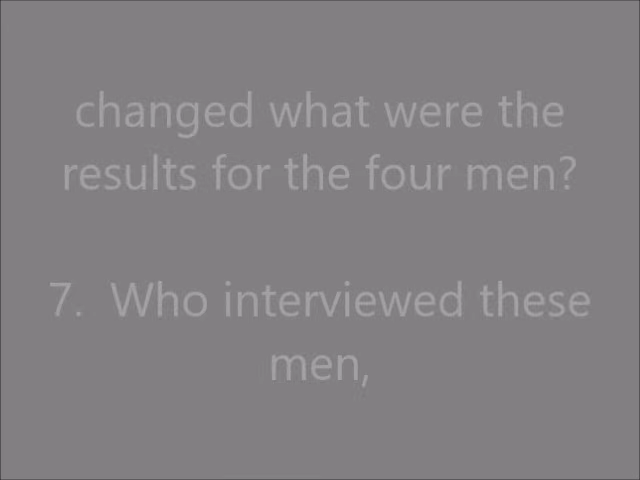 changed what were the
results for the four men?
7. Who interviewed these
men,